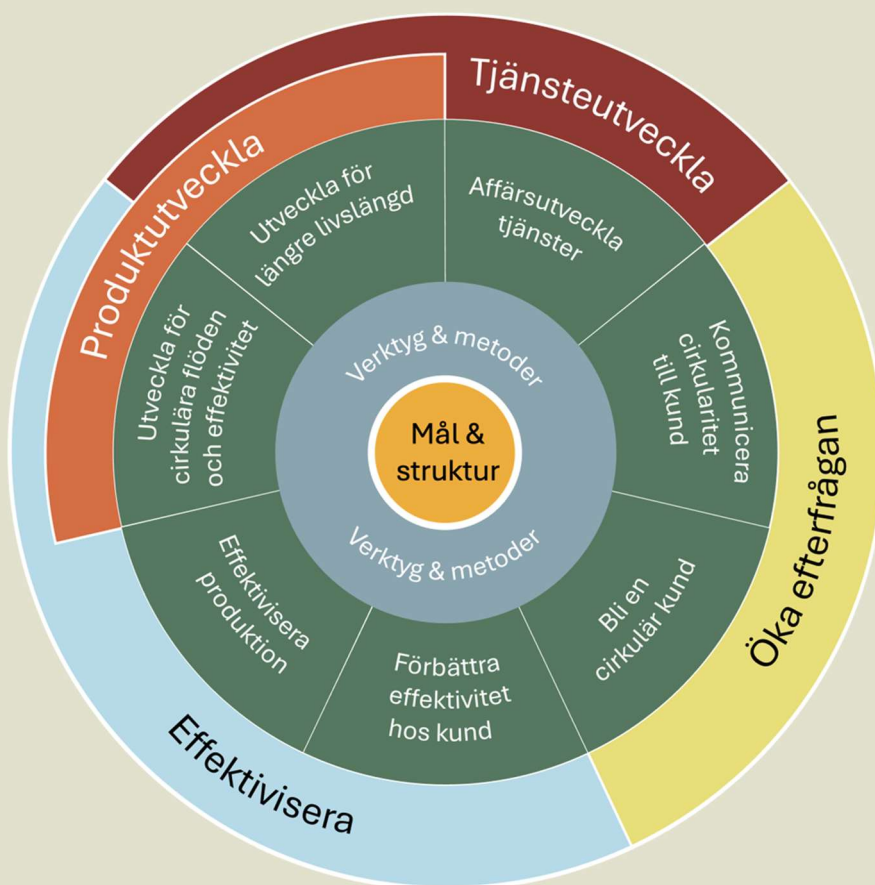 Tjänsteutveckla
Produktutveckla
Utveckla för
längre livslängd
Affärsutveckla
tjänster
Utveckla för
cirkulära flöden
och effektivitet
Kommunicera
cirkularitet
till kund
Verktyg & metoder
Mål &
struktur
Verktyg & metoder
Effektivisera
produktion
Förbättra
effektivitet
hos kund
Bli en
cirkulär kund
Öka efterfrågan
Effektivisera